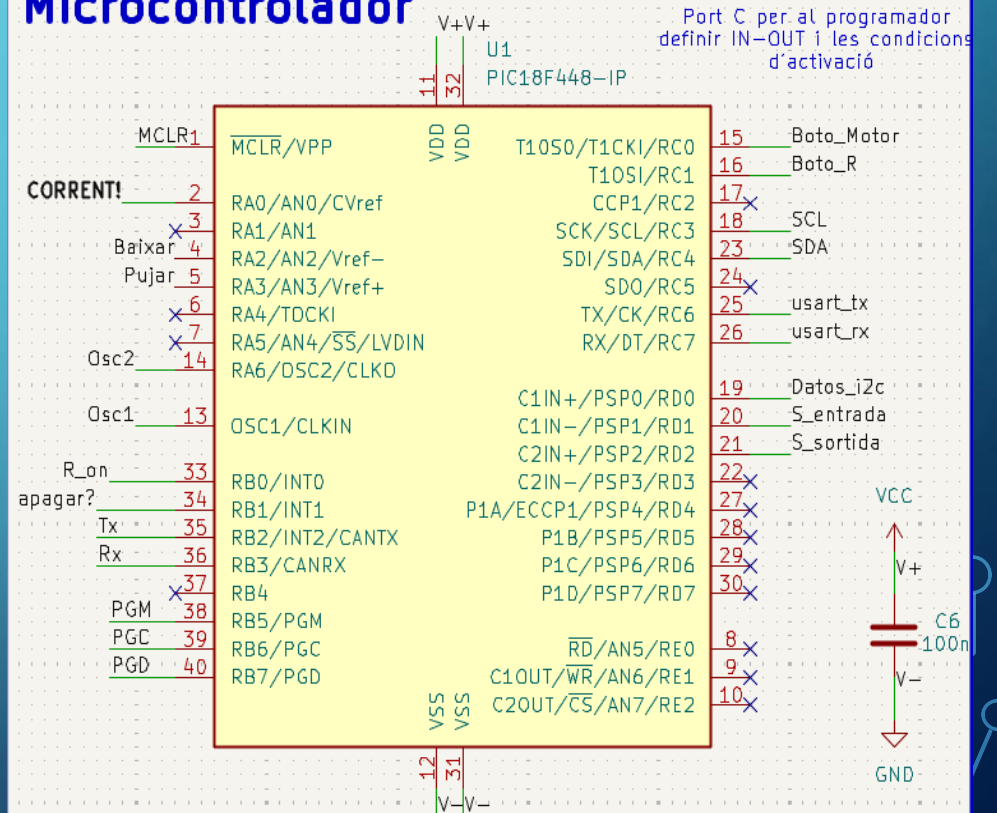 Microcontrolador
Port C per al programador
definir IN-OUT i les condicions
d'activació
V+V+
U1
PIC18F448-IP
11 32
VDD VDD
MCLR 1 MCLR/VPP
CORRENT! 2 RA0/AN0/CVref
3 RA1/AN1
Baixar 4 RA2/AN2/Vref-
Pujar 5 RA3/AN3/Vref+
6 RA4/TOCKI
7 RA5/AN4/SS/LVDIN
Osc2 14 RA6/OSC2/CLKO
Osc1 13 OSC1/CLKIN
R_on 33 RB0/INT0
apagar? 34 RB1/INT1
Tx 35 RB2/INT2/CANTX
Rx 36 RB3/CANRX
37 RB4
PGM 38 RB5/PGM
PGC 39 RB6/PGC
PGD 40 RB7/PGD
T1OSO/T1CKI/RC0 15 Boto_Motor
T1OSI/RC1 16 Boto_R
CCP1/RC2 17
SCK/SCL/RC3 18 SCL
SDI/SDA/RC4 23 SDA
SDO/RC5 24
TX/CK/RC6 25 usart_tx
RX/DT/RC7 26 usart_rx
C1IN+/PSP0/RD0 19 Datos_i2c
C1IN-/PSP1/RD1 20 S_entrada
C2IN+/PSP2/RD2 21 S_sortida
C2IN-/PSP3/RD3 22
P1A/ECCP1/PSP4/RD4 27
P1B/PSP5/RD5 28
P1C/PSP6/RD6 29
P1D/PSP7/RD7 30
RD/AN5/RE0 8
C1OUT/WR/AN6/RE1 9
C2OUT/CS/AN7/RE2 10
VSS VSS
12 31
V-V-
VCC
V+
C6
100n
V-
GND